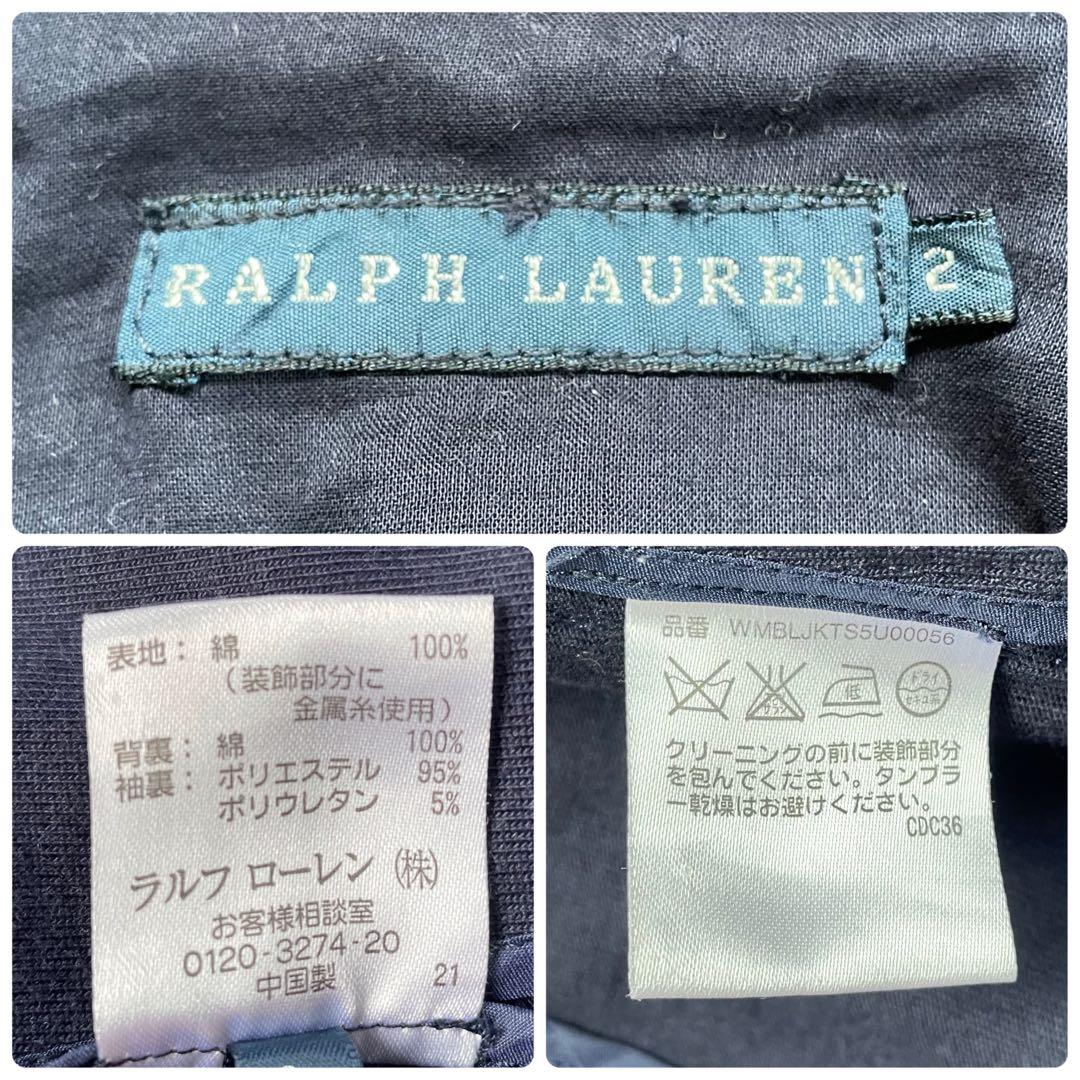 RALPH LAUREN 2
表地： 綿 100%
（装飾部分に
金属糸使用）
背裏： 綿 100%
袖裏： ポリエステル 95%
ポリウレタン 5%
ラルフ ローレン（株）
お客様相談室
0120-3274-20
中国製 21
品番 WMBLJKTS5U00056
低 ドライ
クリーニングの前に装飾部分
を包んでください。タンブラ
ー乾燥はお避けください。
CDC36